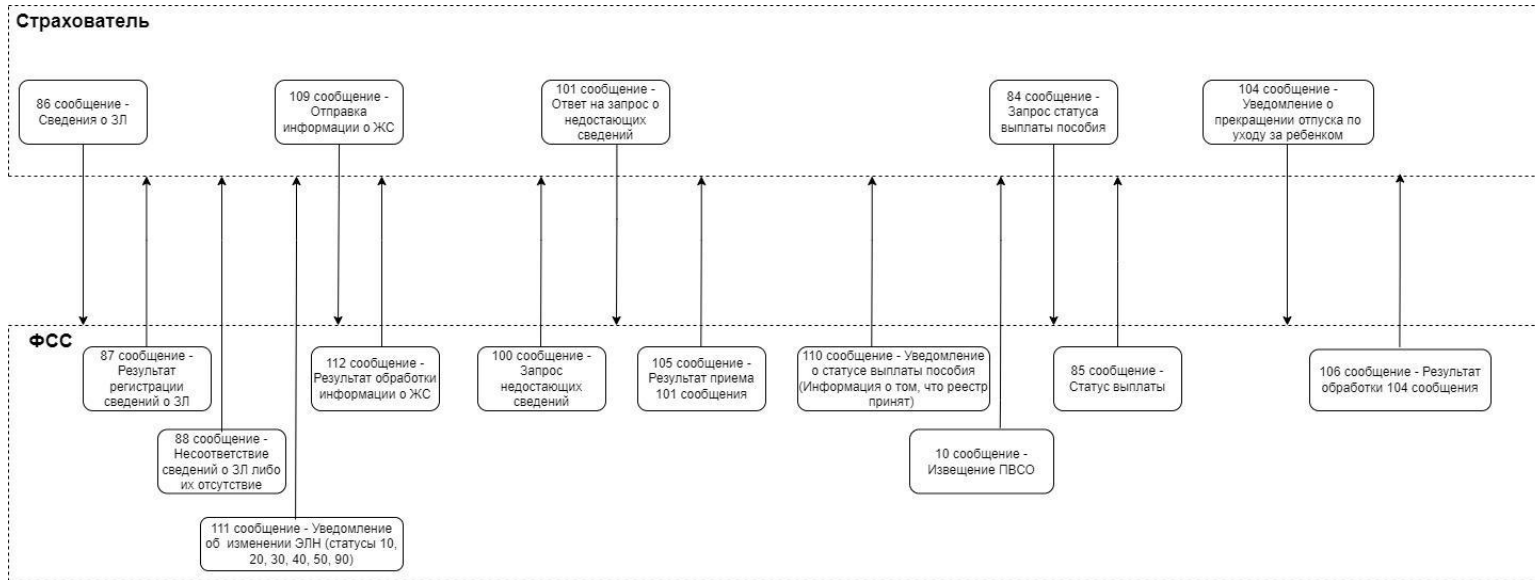 Страхователь
86 сообщение -
Сведения о ЗЛ
109 сообщение -
Отправка
информации о ЖС
101 сообщение -
Ответ на запрос о
недостающих
сведений
84 сообщение -
Запрос статуса
выплаты пособия
104 сообщение -
Уведомление о
прекращении отпуска по
уходу за ребенком
ФСС
87 сообщение -
Результат
регистрации
сведений о ЗЛ
112 сообщение -
Результат обработки
информации о ЖС
100 сообщение -
Запрос
недостающих
сведений
105 сообщение -
Результат приема
101 сообщения
110 сообщение - Уведомление
о статусе выплаты пособия
(Информация о том, что реестр
принят)
85 сообщение -
Статус выплаты
106 сообщение - Результат
обработки 104 сообщения
88 сообщение -
Несоответствие
сведений о ЗЛ либо
их отсутствие
10 сообщение -
Извещение ПВСО
111 сообщение - Уведомление
об изменении ЭЛН (статусы 10,
20, 30, 40, 50, 90)